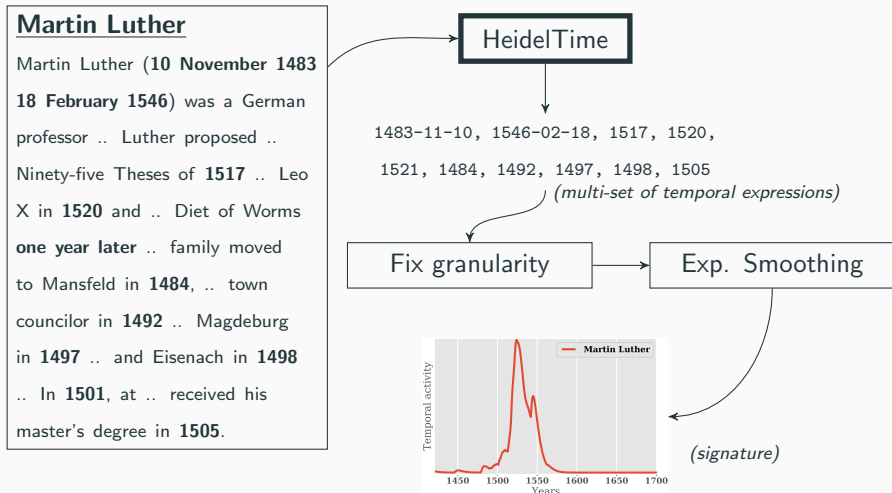 Martin Luther
Martin Luther (10 November 1483
18 February 1546) was a German
professor .. Luther proposed ..
Ninety-five Theses of 1517 .. Leo
X in 1520 and .. Diet of Worms
one year later .. family moved
to Mansfeld in 1484, .. town
councilor in 1492 .. Magdeburg
in 1497 .. and Eisenach in 1498
.. In 1501, at .. received his
master's degree in 1505.
HeidelTime
1483-11-10, 1546-02-18, 1517, 1520,
1521, 1484, 1492, 1497, 1498, 1505
(multi-set of temporal expressions)
Fix granularity
Exp. Smoothing
Martin Luther
Temporal activity
1450 1500 1550 1600 1650 1700
Years
(signature)